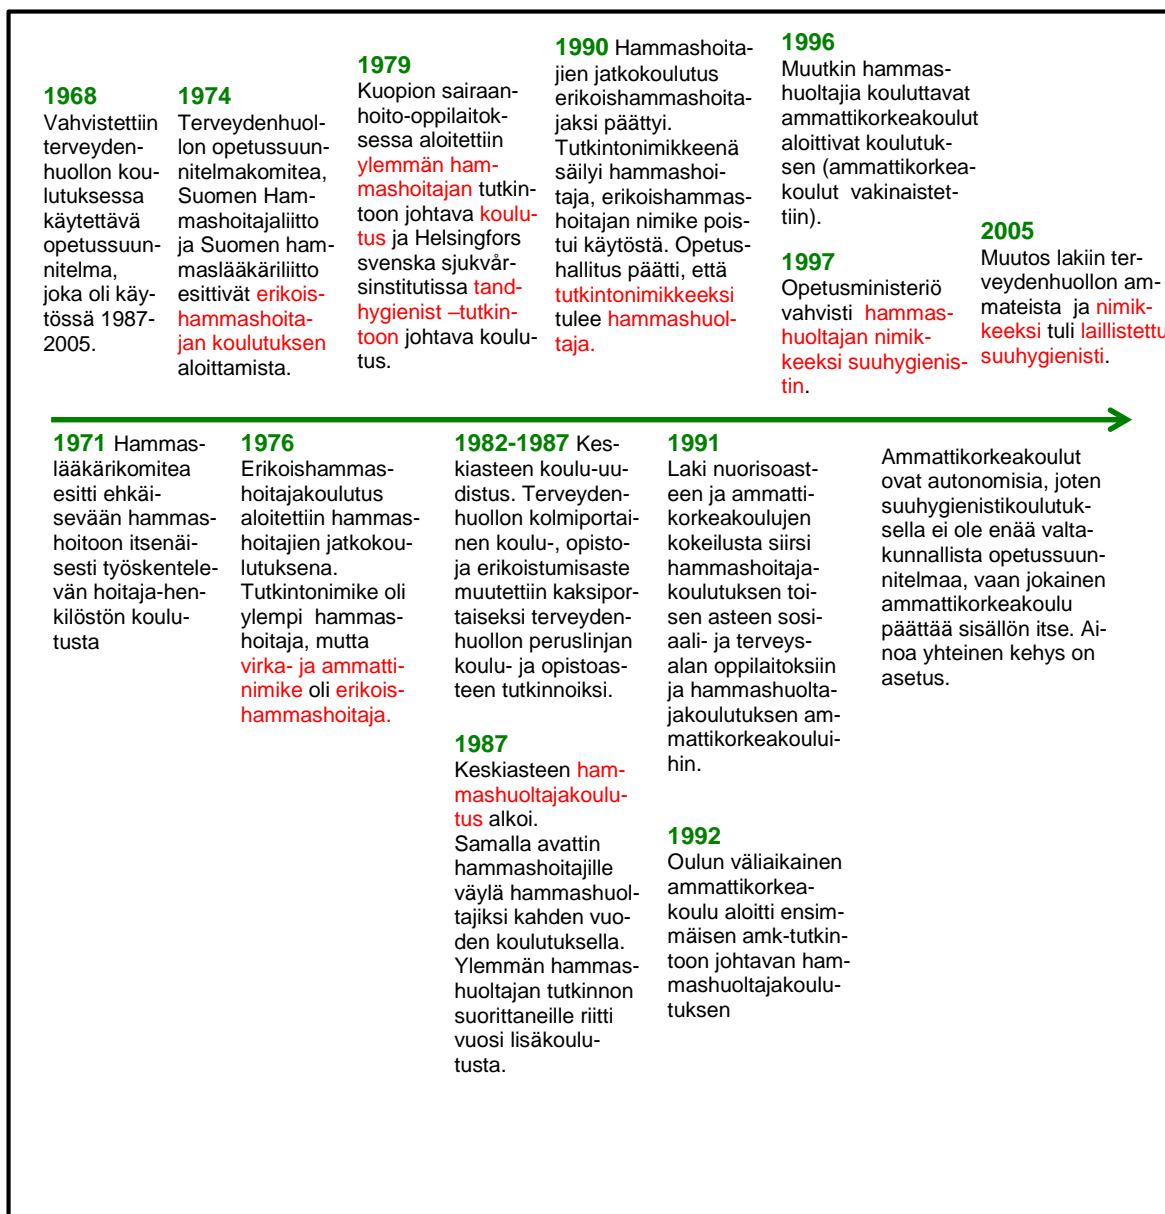 1968
Vahvistettiin
terveyden-
huollon kou-
lutuksessa
käytettävä
opetussuun-
nitelma,
joka oli käy-
tössä 1987-
2005.
1974
Terveydenhuol-
lon opetussuun-
nitelmakomitea,
Suomen Ham-
mashoitajaliitto
ja Suomen ham-
maslääkäriliitto
esittivät erikois-
hammashoita-
jan koulutuksen
aloittamista.
1979
Kuopion sairaan-
hoito-oppilaitok-
sessa aloitettiin
ylemmän ham-
mashoitajan tutkin-
toon johtava koulu-
tus ja Helsingfors
svenska sjukvår-
sinstitutissa tand-
hygienist –tutkin-
toon johtava koulu-
tus.
1990 Hammashoita-
jien jatkokoulutus
erikoishammashoita-
jaksi päättyi.
Tutkintonimikkeenä
säilyi hammashoi-
taja, erikoishammas-
hoitajan nimike pois-
tui käytöstä. Opetus-
hallitus päätti, että
tutkintonimikkeeksi
tulee hammashuol-
taja.
1996
Muutkin hammas-
huoltajia kouluttavat
ammattikorkeakoulut
aloittivat koulutuk-
sen (ammattikorkea-
koulut vakinaistet-
tiin).
1997
Opetusministeriö
vahvisti hammas-
huoltajan nimik-
keeksi suuhygienis-
tin.
2005
Muutos lakiin ter-
veydenhuollon am-
mateista ja nimik-
keeksi tuli laillistettu
suuhygienisti.
1971 Hammas-
lääkärikomitea
esitti ehkäi-
sevään hammas-
hoitoon itsenäi-
sesti työskentele-
vän hoitaja-hen-
kilöstön koulu-
tusta
1976
Erikoishammas-
hoitajakoulutus
aloitettiin hammas-
hoitajien jatkokou-
lutuksena.
Tutkintonimike oli
ylempi hammas-
hoitaja, mutta
virka- ja ammatti-
nimike oli erikois-
hammashoitaja.
1982-1987 Kes-
kiasteen koulu-uu-
distus. Terveyden-
huollon kolmiportai-
nen koulu-, opisto-
ja erikoistumisaste
muutettiin kaksipor-
taiseksi terveyden-
huollon peruslinjan
koulu- ja opistoas-
teen tutkinnoiksi.
1987
Keskiasteen ham-
mashuoltajakoulu-
tus alkoi.
Samalla avattin
hammashoitajille
väylä hammashuol-
tajiksi kahden vuo-
den koulutuksella.
Ylemmän hammas-
huoltajan tutkinnon
suorittaneille riitti
vuosi lisäkoulu-
tusta.
1991
Laki nuorisoast-
een ja ammatti-
korkeakoulujen
kokeilusta siirsi
hammashoitaja-
koulutuksen toi-
sen asteen sosi-
aali- ja terveys-
alan oppilaitoksiin
ja hammashuolta-
jakoulutuksen am-
mattikorkeakoului-
hin.
1992
Oulun väliaikainen
ammattikorkea-
koulu aloitti ensim-
mäisen amk-tutkin-
toon johtavan ham-
mashuoltajakoulu-
tuksen
Ammattikorkeakoulut
ovat autonomisia, joten
suuhygienistikoulutuk-
sella ei ole enää valta-
kunnallista opetussuun-
nitelmaa, vaan jokainen
ammattikorkeakoulu
päättää sisällön itse. Ai-
noa yhteinen kehys on
asetus.